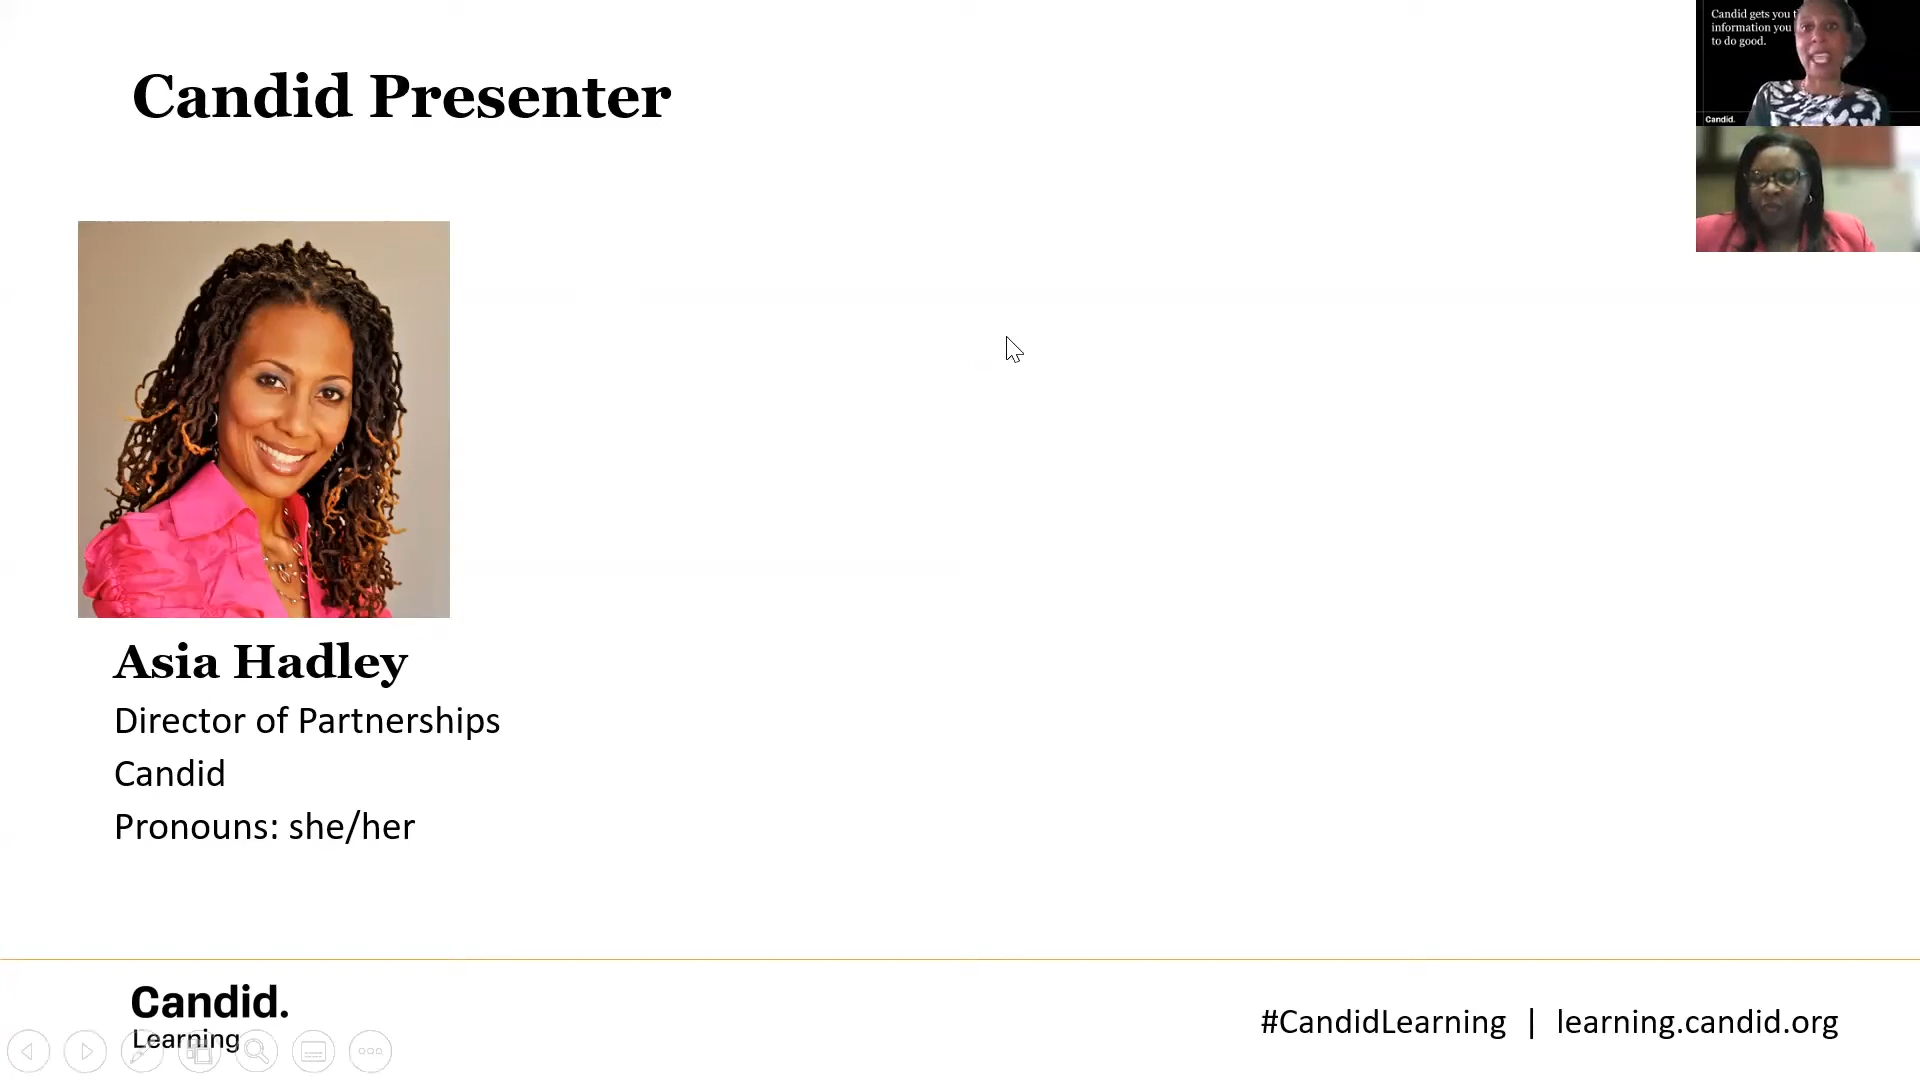 Candid Presenter
Candid gets you
information you
to do good.
Candid.
Asia Hadley
Director of Partnerships
Candid
Pronouns: she/her
Candid.
Learning
#CandidLearning | learning.candid.org